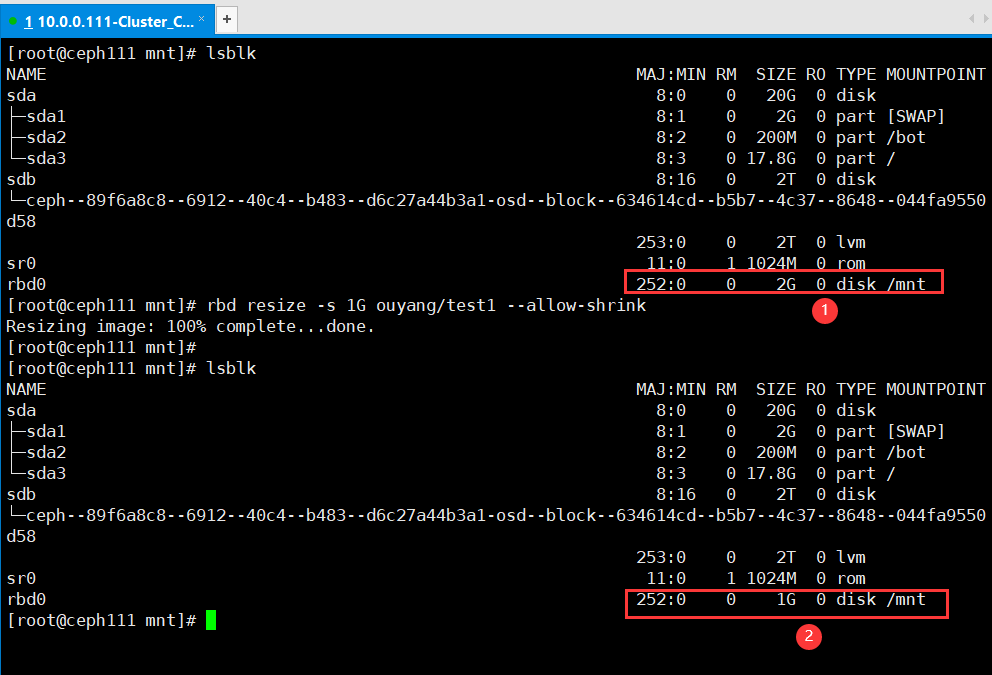 1 10.0.0.111-Cluster_C... × +
[root@ceph111 mnt]# lsblk
NAME MAJ:MIN RM SIZE RO TYPE MOUNTPOINT
sda 8:0 0 20G 0 disk
├─sda1 8:1 0 2G 0 part [SWAP]
├─sda2 8:2 0 200M 0 part /bot
└─sda3 8:3 0 17.8G 0 part /
sdb 8:16 0 2T 0 disk
└─ceph--89f6a8c8--6912--40c4--b483--d6c27a44b3a1-osd--block--634614cd--b5b7--4c37--8648--044fa9550
d58
253:0 0 2T 0 lvm
sr0 11:0 1 1024M 0 rom
rbd0 252:0 0 2G 0 disk /mnt
[root@ceph111 mnt]# rbd resize -s 1G ouyang/test1 --allow-shrink
1
Resizing image: 100% complete...done.
[root@ceph111 mnt]#
[root@ceph111 mnt]# lsblk
NAME MAJ:MIN RM SIZE RO TYPE MOUNTPOINT
sda 8:0 0 20G 0 disk
├─sda1 8:1 0 2G 0 part [SWAP]
├─sda2 8:2 0 200M 0 part /bot
└─sda3 8:3 0 17.8G 0 part /
sdb 8:16 0 2T 0 disk
└─ceph--89f6a8c8--6912--40c4--b483--d6c27a44b3a1-osd--block--634614cd--b5b7--4c37--8648--044fa9550
d58
253:0 0 2T 0 lvm
sr0 11:0 1 1024M 0 rom
rbd0 252:0 0 1G 0 disk /mnt
[root@ceph111 mnt]#
2